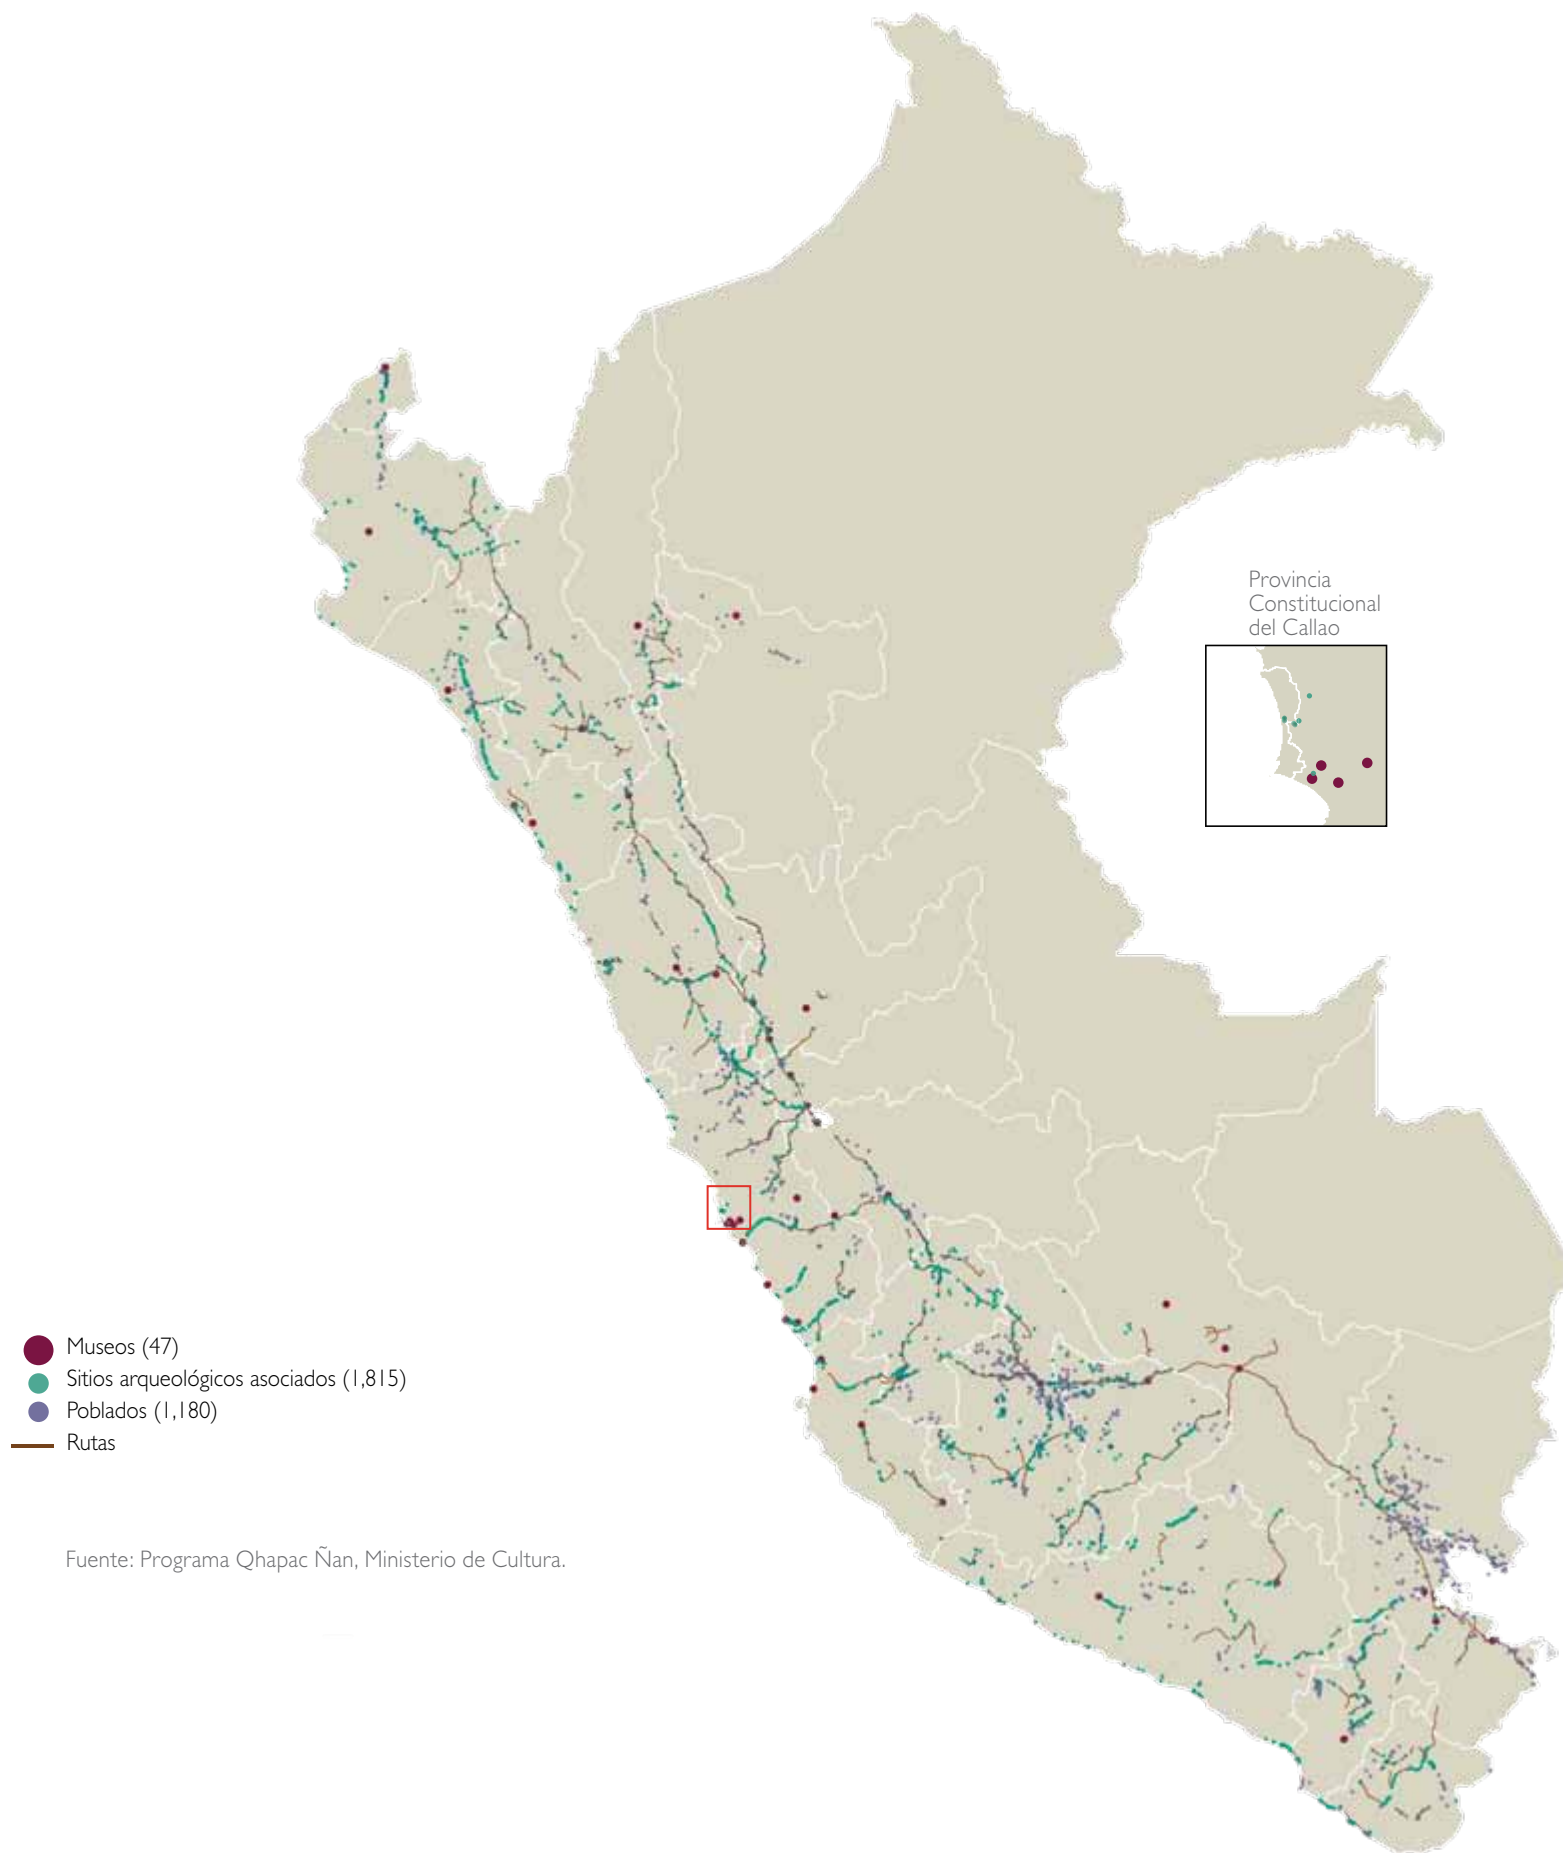 Provincia
Constitucional
del Callao
Museos (47)
Sitios arqueológicos asociados (1,815)
Poblados (1,180)
Rutas
Fuente: Programa Qhapac Ñan, Ministerio de Cultura.